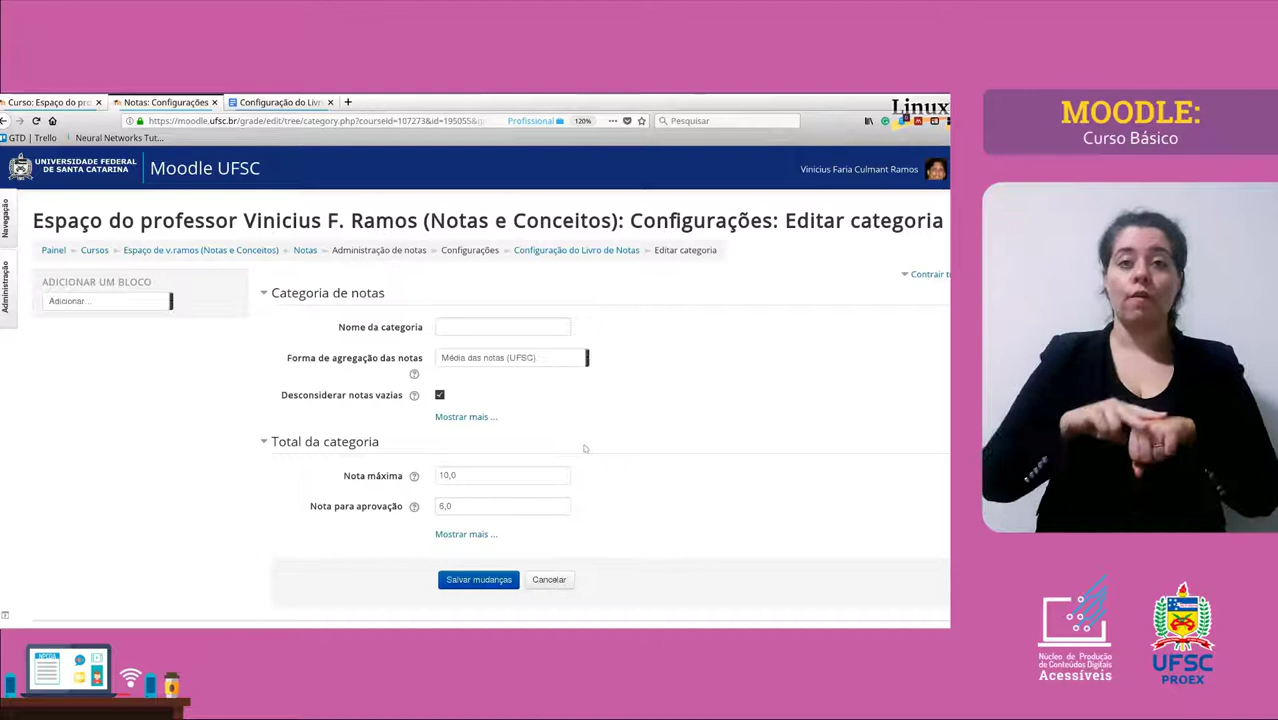 Curso: Espaço do pro
Notas: Configurações
Configuração do Livr
Linux
https://moodle.ufsc.br/grade/edit/tree/category.php?courseid=107273&id=195055&
Profissional
120%
Pesquisar
GTD | Trello
Neural Networks Tut...
UNIVERSIDADE FEDERAL
DE SANTA CATARINA
Moodle UFSC
Vinicius Faria Culmant Ramos
Navegação
Administração
Espaço do professor Vinicius F. Ramos (Notas e Conceitos): Configurações: Editar categoria
Painel
Cursos
Espaço de v.ramos (Notas e Conceitos)
Notas
Administração de notas
Configurações
Configuração do Livro de Notas
Editar categoria
ADICIONAR UM BLOCO
Adicionar...
Contrair t
Categoria de notas
Nome da categoria
Forma de agregação das notas
Média das notas (UFSC)
Desconsiderar notas vazias
Mostrar mais ...
Total da categoria
Nota máxima
10,0
Nota para aprovação
6,0
Mostrar mais ...
Salvar mudanças
Cancelar
MOODLE:
Curso Básico
Núcleo de Produção
de Conteúdos Digitais
Acessíveis
UFSC
PROEX